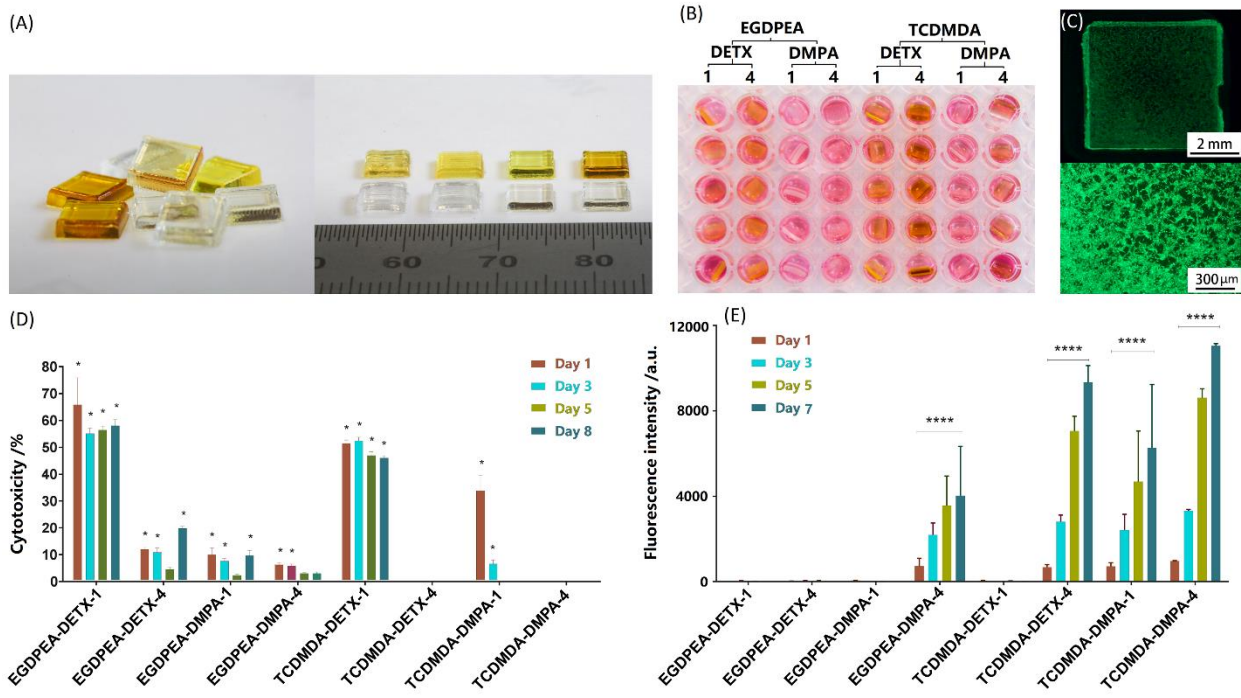 (A)
60 70 80
(B)
EGDPEA TCDMDA
DETX DMPA DETX DMPA
1 4 1 4 1 4 1 4
(C)
2 mm
300 µm
(D)
Cytotoxicity /%
80
70
60
50
40
30
20
10
0
* * * *
* * *
* * *
* *
* * * *
* *
Day 1
Day 3
Day 5
Day 8
EGDPEA-DETX-1
EGDPEA-DETX-4
EGDPEA-DMPA-1
EGDPEA-DMPA-4
TCDMDA-DETX-1
TCDMDA-DETX-4
TCDMDA-DMPA-1
TCDMDA-DMPA-4
(E)
Fluorescence intensity /a.u.
12000
8000
4000
0
Day 1
Day 3
Day 5
Day 7
****
****
****
****
EGDPEA-DETX-1
EGDPEA-DETX-4
EGDPEA-DMPA-1
EGDPEA-DMPA-4
TCDMDA-DETX-1
TCDMDA-DETX-4
TCDMDA-DMPA-1
TCDMDA-DMPA-4